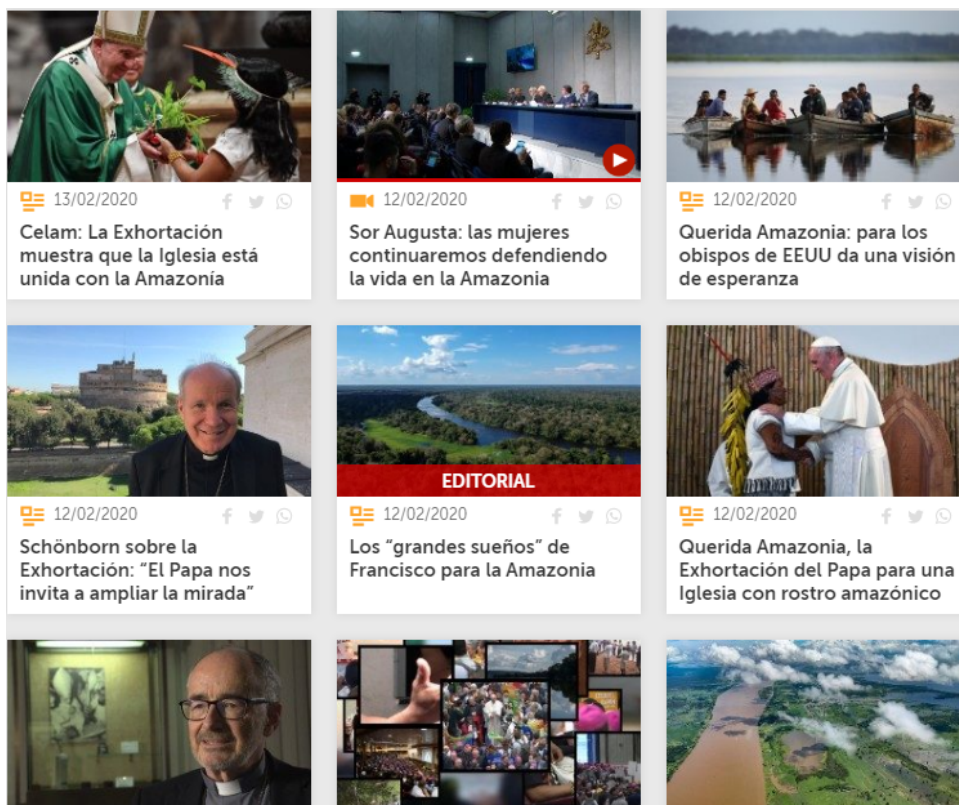 13/02/2020
Celam: La Exhortación
muestra que la Iglesia está
unida con la Amazonía
12/02/2020
Sor Augusta: las mujeres
continuaremos defendiendo
la vida en la Amazonia
12/02/2020
Querida Amazonia: para los
obispos de EEUU da una visión
de esperanza
12/02/2020
Schönborn sobre la
Exhortación: “El Papa nos
invita a ampliar la mirada”
EDITORIAL
12/02/2020
Los “grandes sueños” de
Francisco para la Amazonia
12/02/2020
Querida Amazonia, la
Exhortación del Papa para una
Iglesia con rostro amazónico